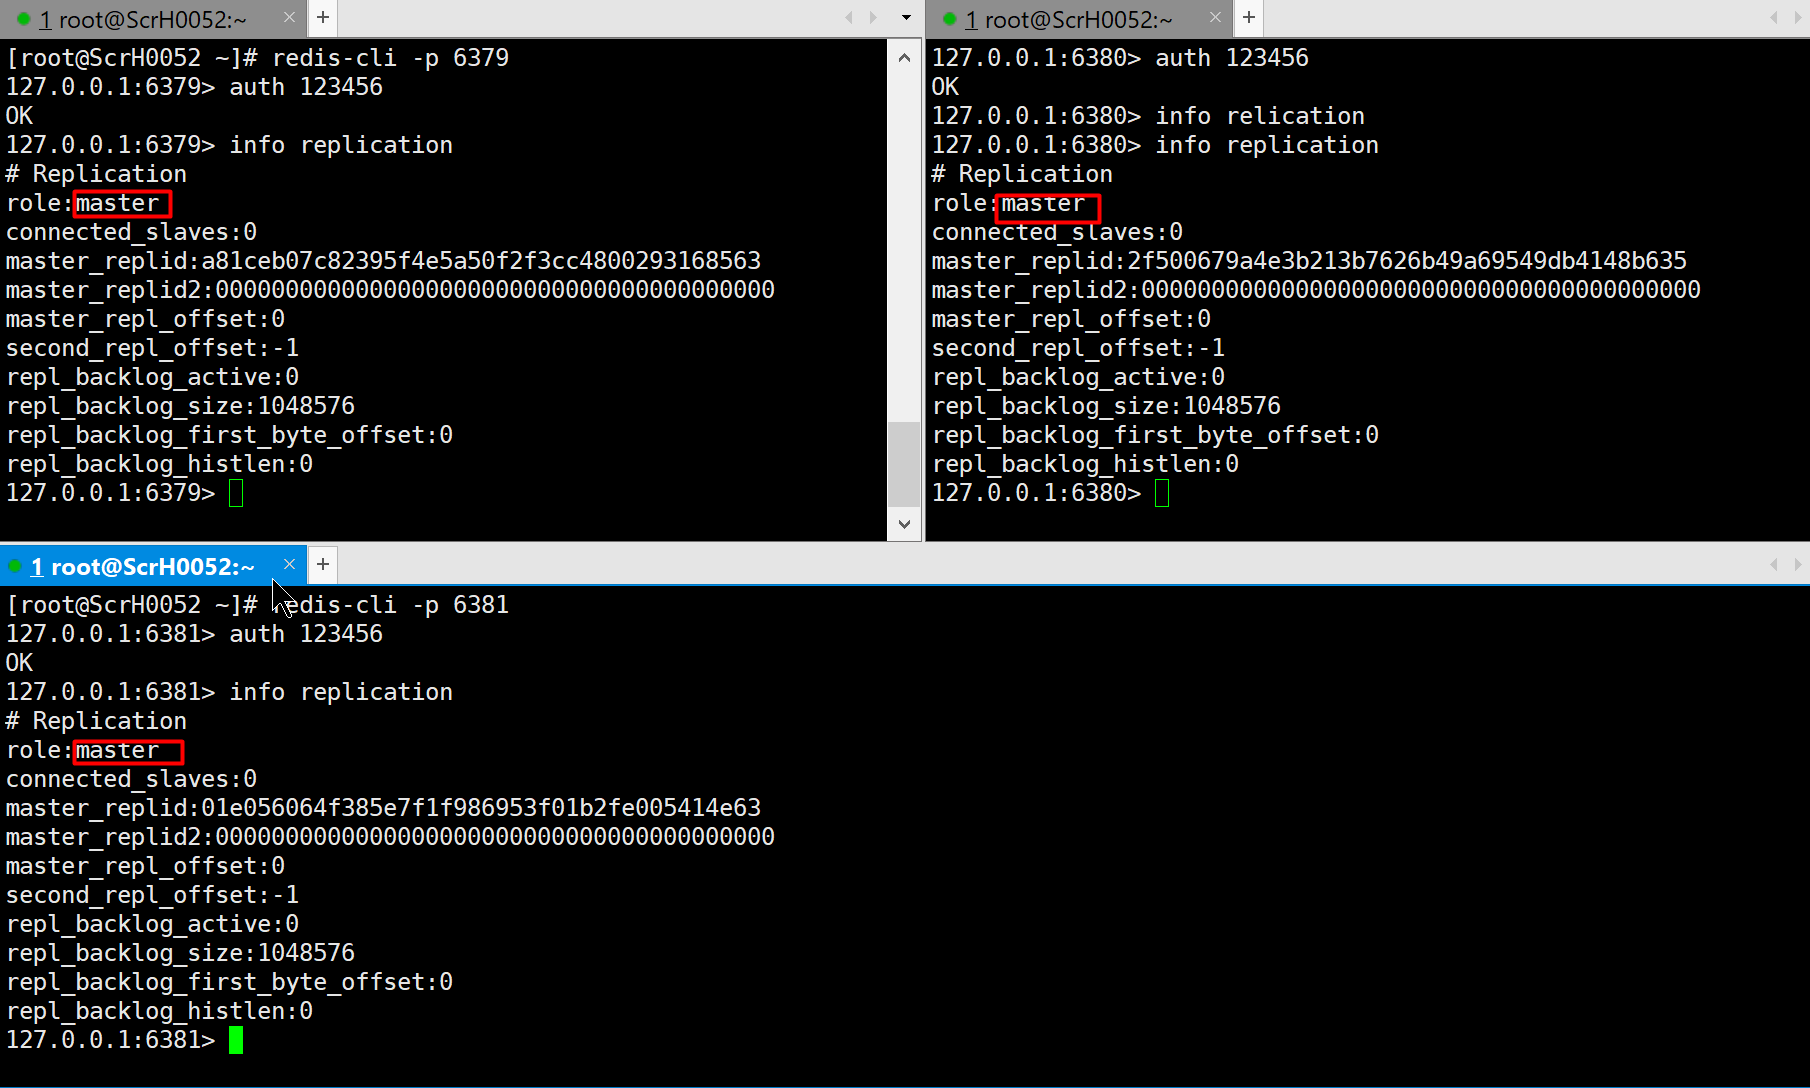 1 root@ScrH0052:~ × +
[root@ScrH0052 ~]# redis-cli -p 6379
127.0.0.1:6379> auth 123456
OK
127.0.0.1:6379> info replication
# Replication
role:master
connected_slaves:0
master_replid:a81ceb07c82395f4e5a50f2f3cc4800293168563
master_replid2:0000000000000000000000000000000000000000
master_repl_offset:0
second_repl_offset:-1
repl_backlog_active:0
repl_backlog_size:1048576
repl_backlog_first_byte_offset:0
repl_backlog_histlen:0
127.0.0.1:6379>
1 root@ScrH0052:~ × +
127.0.0.1:6380> auth 123456
OK
127.0.0.1:6380> info relication
127.0.0.1:6380> info replication
# Replication
role:master
connected_slaves:0
master_replid:2f500679a4e3b213b7626b49a69549db4148b635
master_replid2:0000000000000000000000000000000000000000
master_repl_offset:0
second_repl_offset:-1
repl_backlog_active:0
repl_backlog_size:1048576
repl_backlog_first_byte_offset:0
repl_backlog_histlen:0
127.0.0.1:6380>
1 root@ScrH0052:~ × +
[root@ScrH0052 ~]# redis-cli -p 6381
127.0.0.1:6381> auth 123456
OK
127.0.0.1:6381> info replication
# Replication
role:master
connected_slaves:0
master_replid:01e056064f385e7f1f986953f01b2fe005414e63
master_replid2:0000000000000000000000000000000000000000
master_repl_offset:0
second_repl_offset:-1
repl_backlog_active:0
repl_backlog_size:1048576
repl_backlog_first_byte_offset:0
repl_backlog_histlen:0
127.0.0.1:6381>